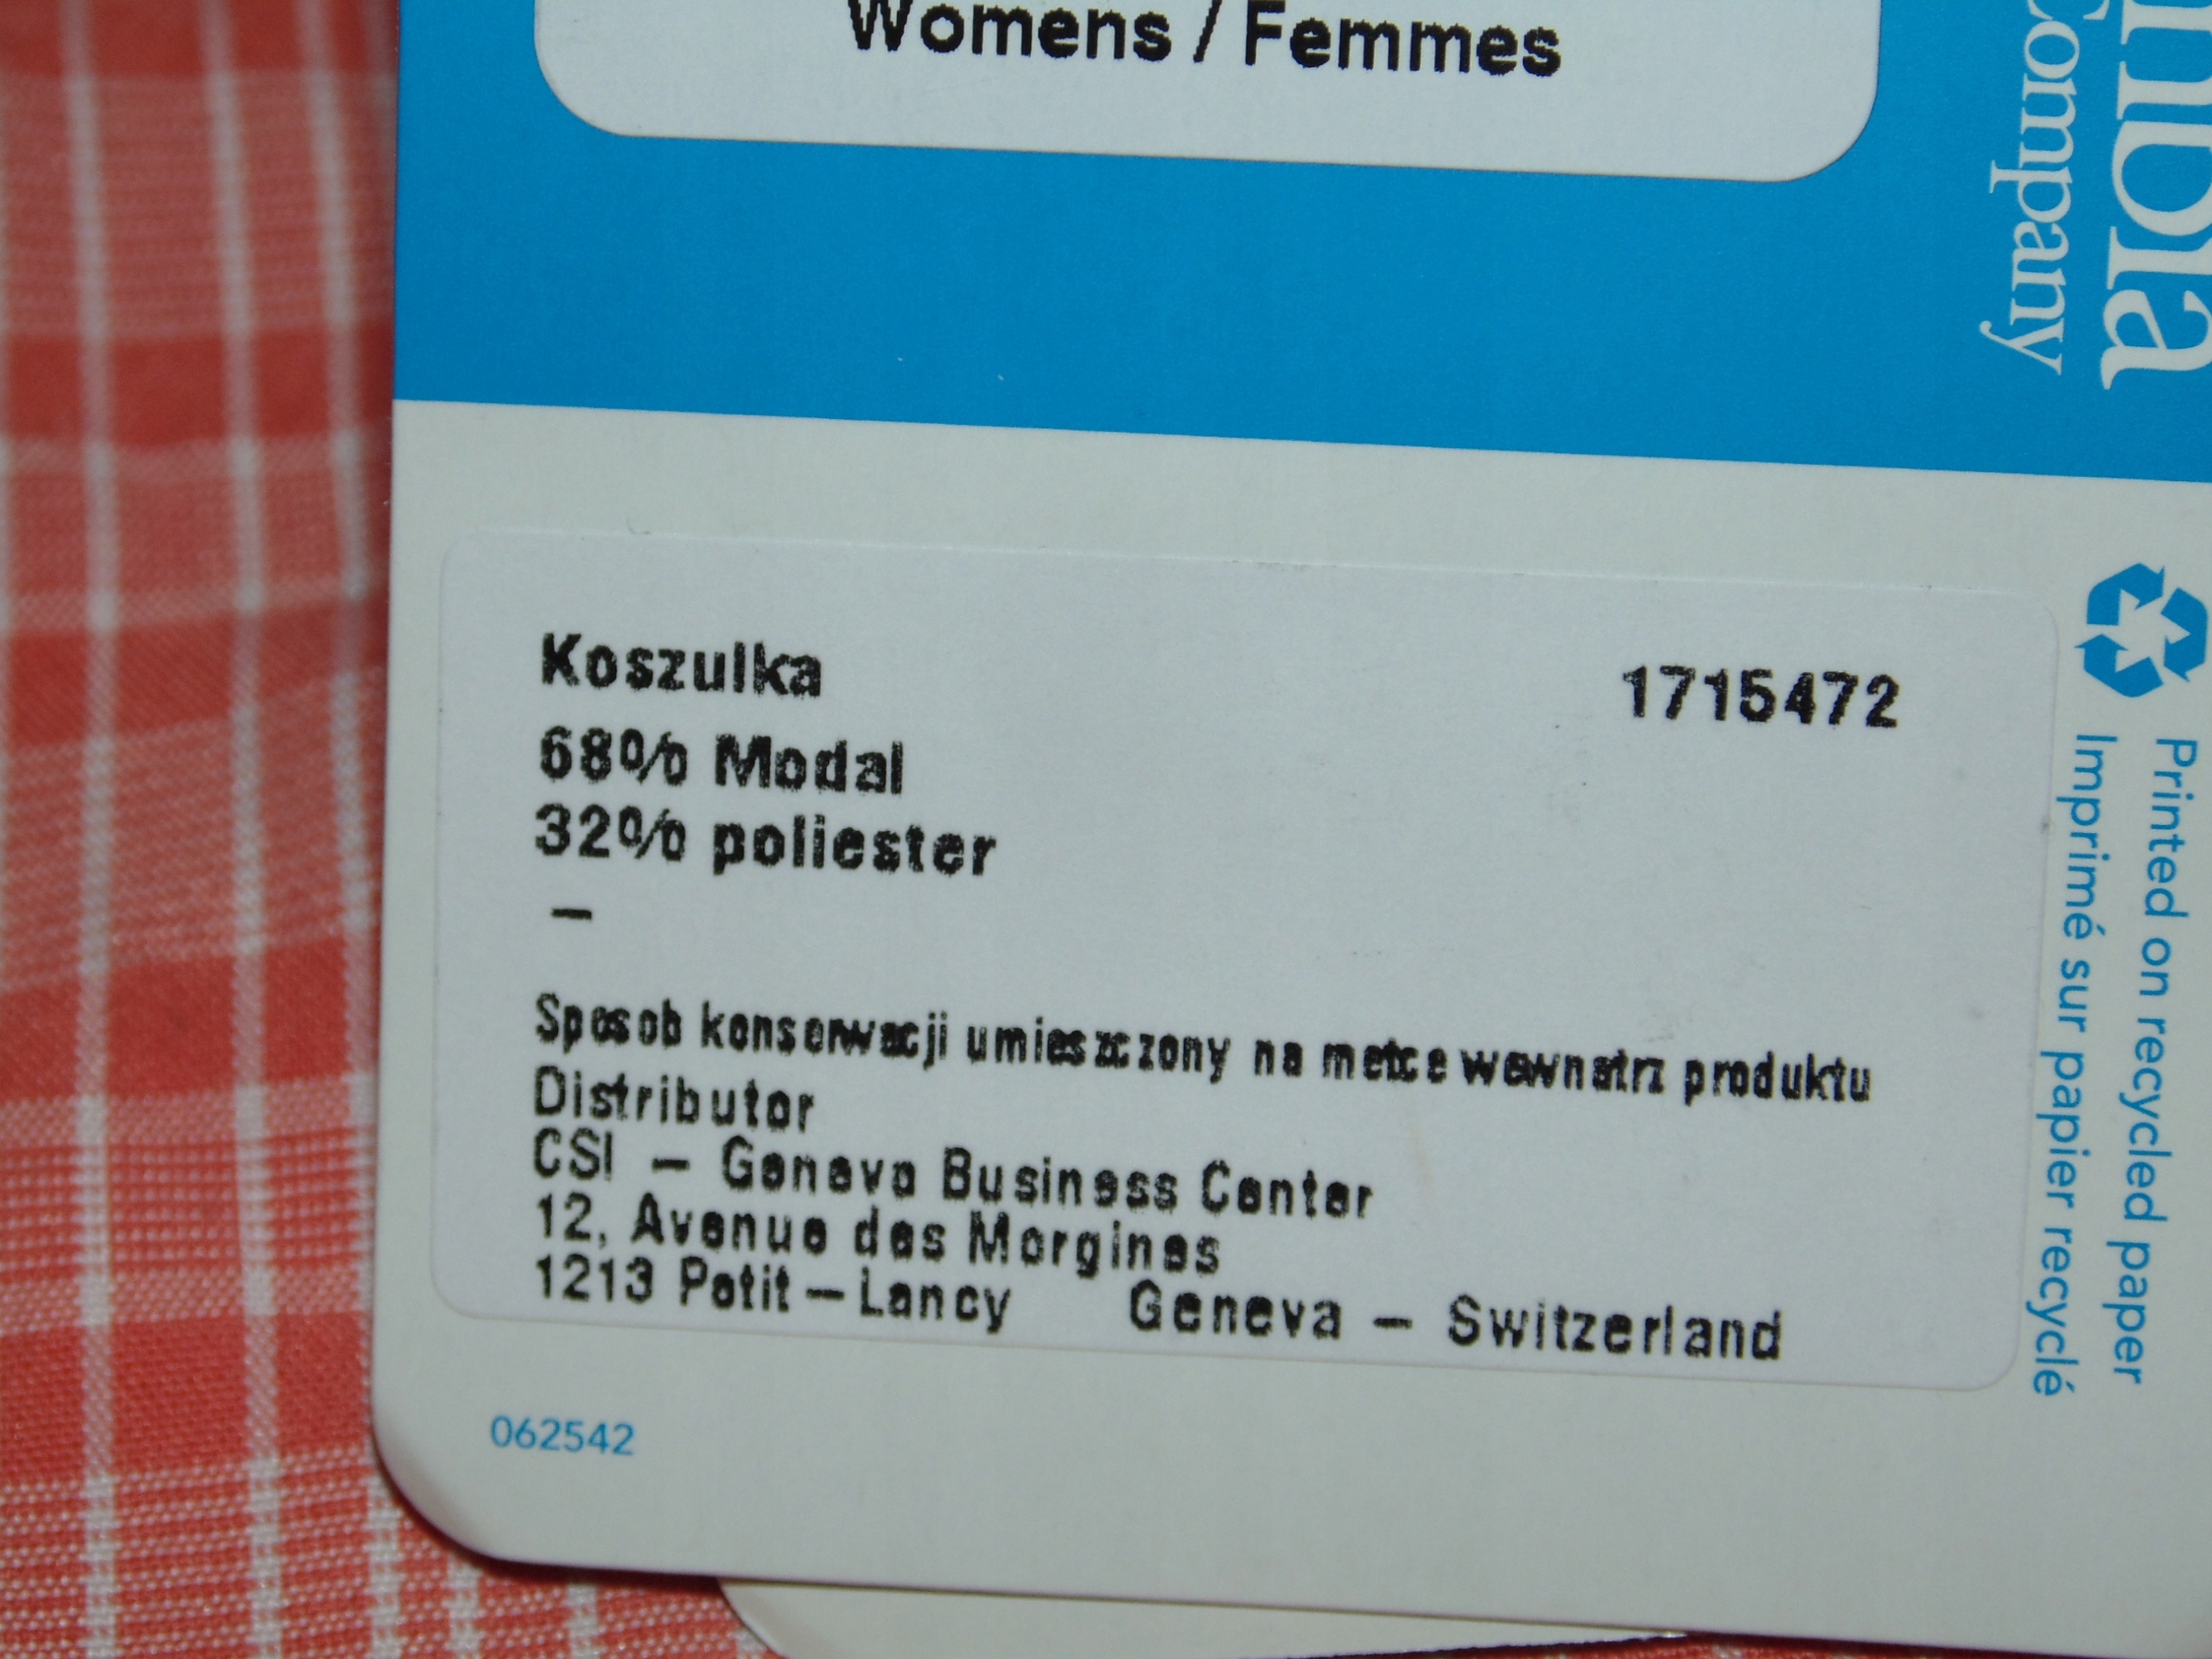 Womens / Femmes
Company
Koszulka
1715472
68% Modal
32% poliester
–
Sposob konserwacji umieszczony na metce wewnatrz produktu
Distributor
CSI – Geneva Business Center
12, Avenue des Morgines
1213 Petit – Lancy Geneva – Switzerland
062542
Printed on recycled paper
Imprimé sur papier recyclé